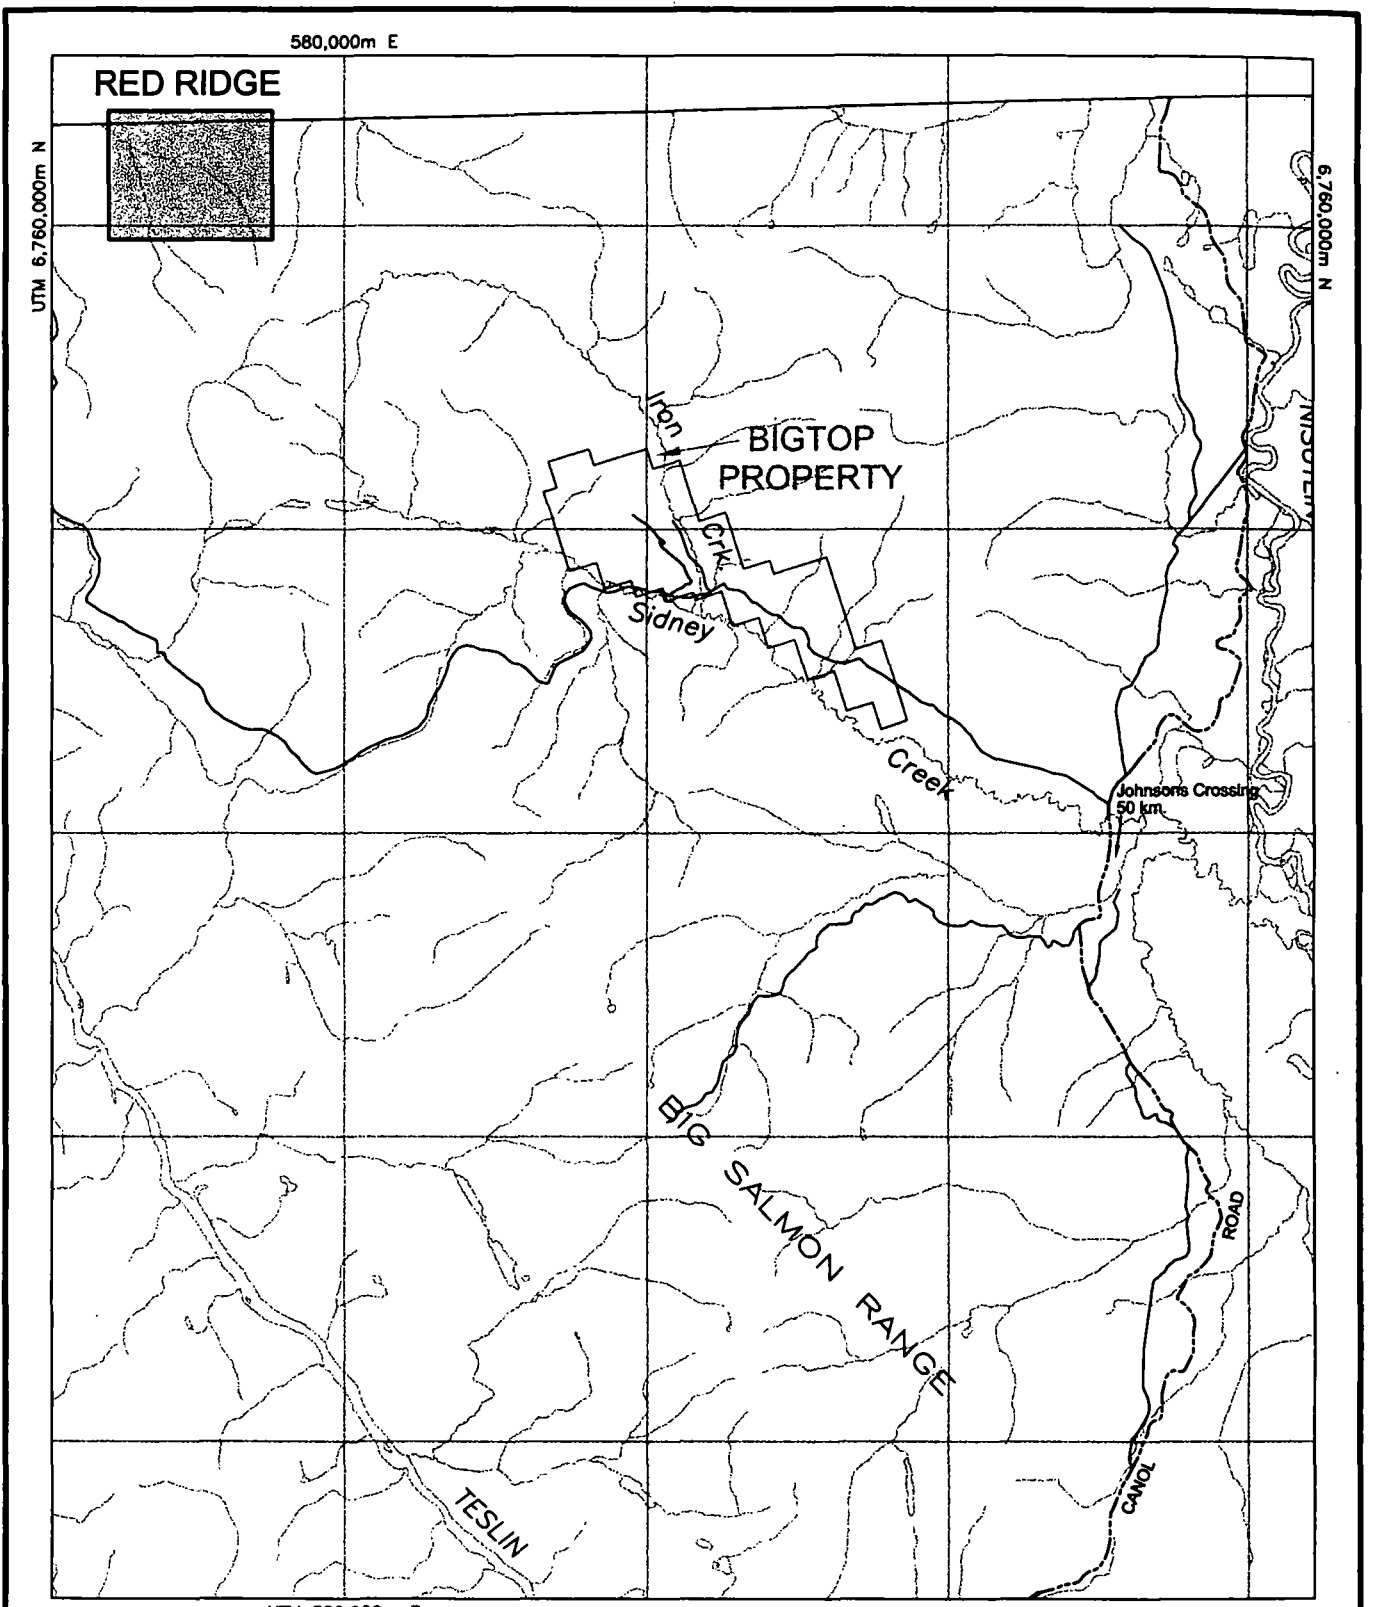 580,000m E
RED RIDGE
UTM 6,760,000m N
6,760,000m N
Iron
BIGTOP
PROPERTY
Crk
Sidney
Creek
Johnsons Crossing
50 km
BIG SALMON RANGE
ROAD
CANOL
TESLIN